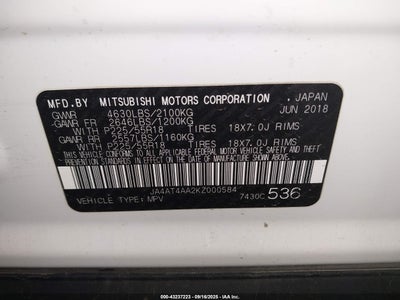 MFD.BY MITSUBISHI MOTORS CORPORATION , JAPAN
GVWR 4630LBS/2100KG JUN 2018
GAWR FR 2646LBS/1200KG
WITH P225/55R18 TIRES 18X7.0J RIMS
GAWR RR 2557LBS/1160KG
WITH P225/55R18 TIRES 18X7.0J RIMS
THIS VEHICLE CONFORMS TO ALL APPLICABLE
FEDERAL MOTOR VEHICLE SAFETY AND THEFT
PREVENTION STANDARDS IN EFFECT ON THE DATE
OF MANUFACTURE SHOWN ABOVE.
JA4AT4AA2KZ000584
VEHICLE TYPE: MPV 7430C 536
000-43237223 - 09/16/2025 - www.iaai.com